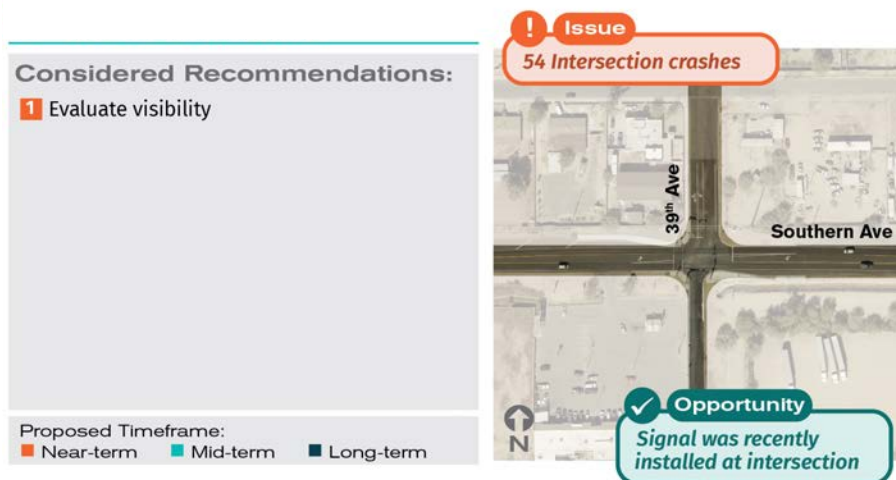 Considered Recommendations:
1 Evaluate visibility
Proposed Timeframe:
Near-term Mid-term Long-term
! Issue
54 Intersection crashes
39th Ave
Southern Ave
N
Opportunity
Signal was recently
installed at intersection